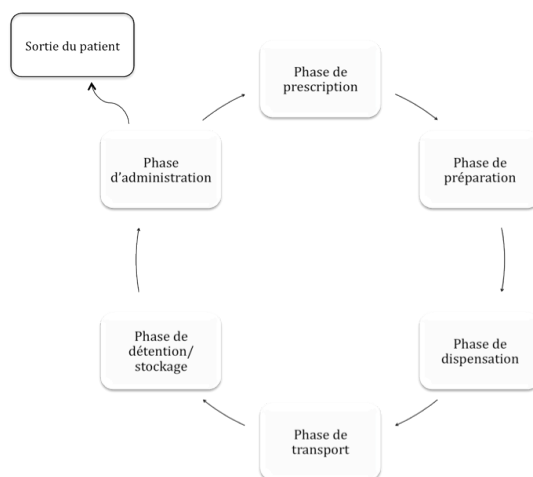 Sortie du patient
Phase de
prescription
Phase de
préparation
Phase de
dispensation
Phase de
transport
Phase de
détention/
stockage
Phase
d’administration